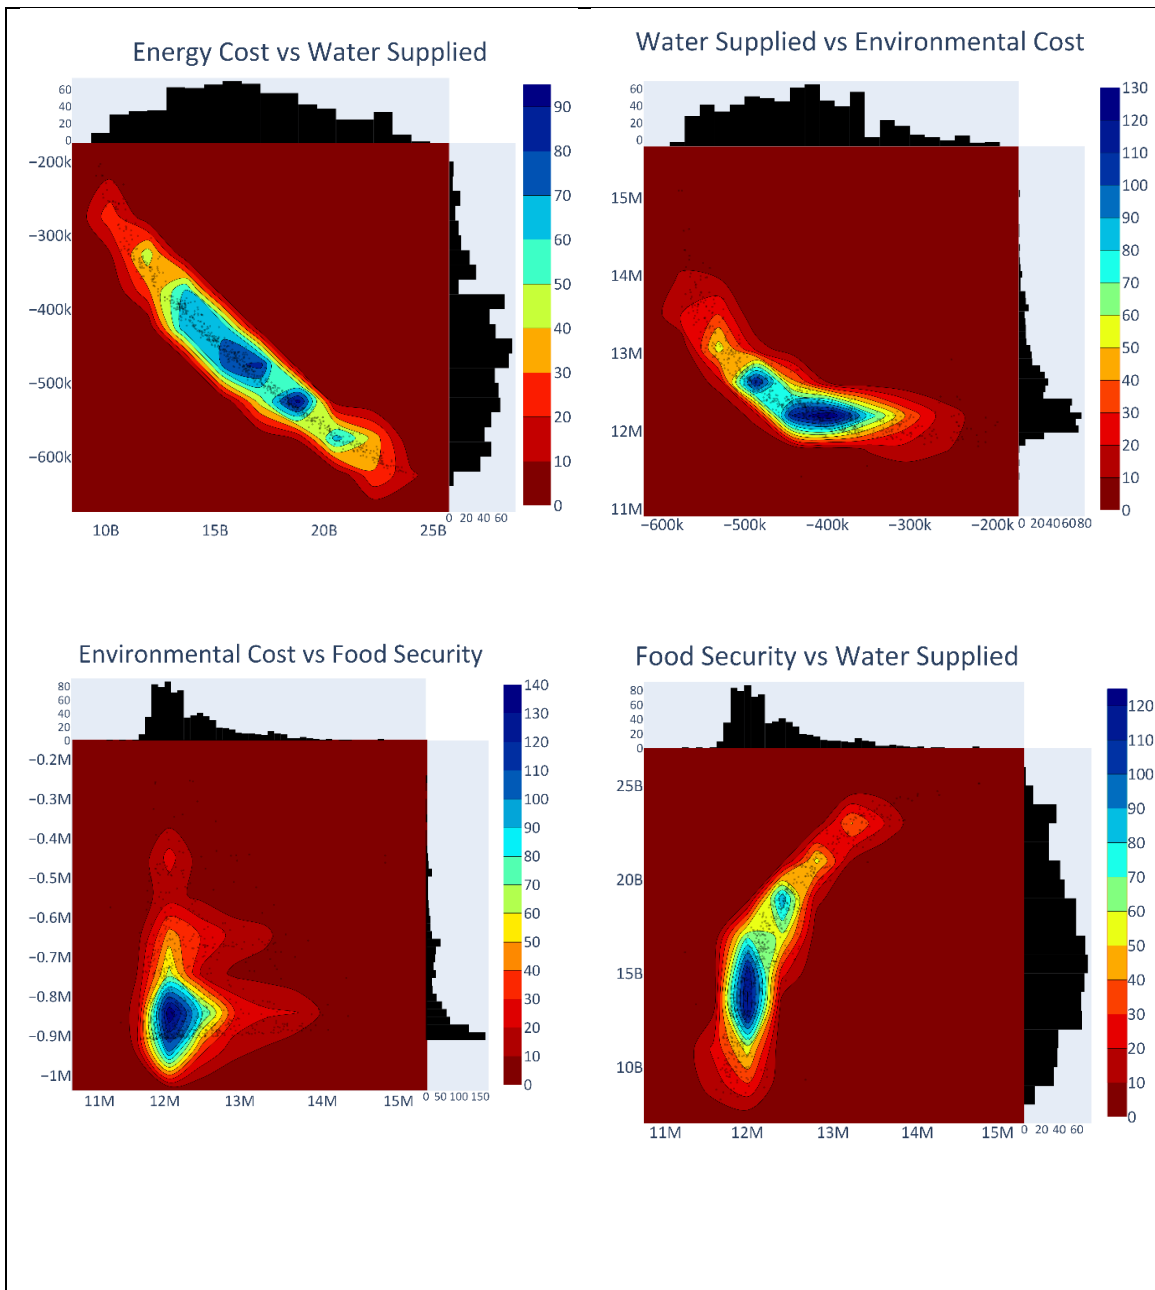 Energy Cost vs Water Supplied
60
40
20
0
−200k
−300k
−400k
−500k
−600k
10B 15B 20B 25B
0 20 40 60
90
80
70
60
50
40
30
20
10
0
Water Supplied vs Environmental Cost
60
40
20
0
15M
14M
13M
12M
11M
−600k −500k −400k −300k −200k
0 20 40 60 80
130
120
110
100
90
80
70
60
50
40
30
20
10
0
Environmental Cost vs Food Security
80
60
40
20
0
−0.2M
−0.3M
−0.4M
−0.5M
−0.6M
−0.7M
−0.8M
−0.9M
−1M
11M 12M 13M 14M 15M
0 50 100 150
140
130
120
110
100
90
80
70
60
50
40
30
20
10
0
Food Security vs Water Supplied
80
60
40
20
0
25B
20B
15B
10B
11M 12M 13M 14M 15M
0 20 40 60
120
110
100
90
80
70
60
50
40
30
20
10
0